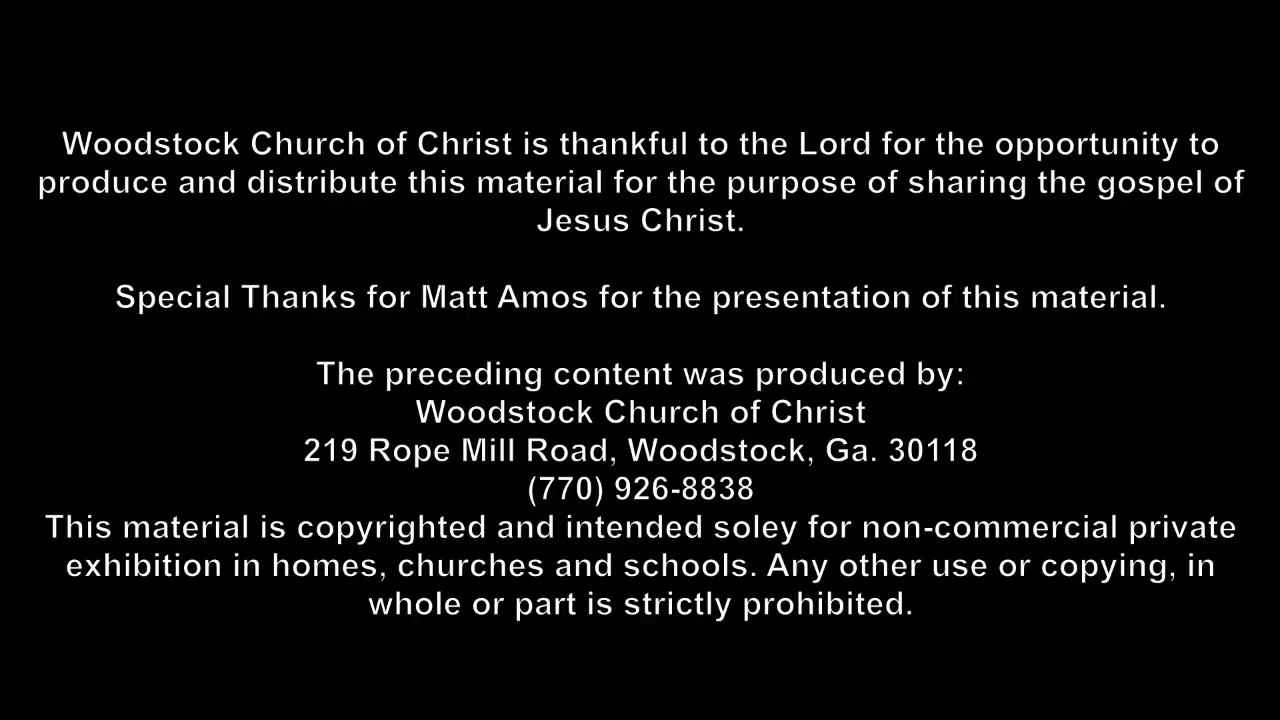 Woodstock Church of Christ is thankful to the Lord for the opportunity to
produce and distribute this material for the purpose of sharing the gospel of
Jesus Christ.
Special Thanks for Matt Amos for the presentation of this material.
The preceding content was produced by:
Woodstock Church of Christ
219 Rope Mill Road, Woodstock, Ga. 30118
(770) 926-8838
This material is copyrighted and intended soley for non-commercial private
exhibition in homes, churches and schools. Any other use or copying, in
whole or part is strictly prohibited.